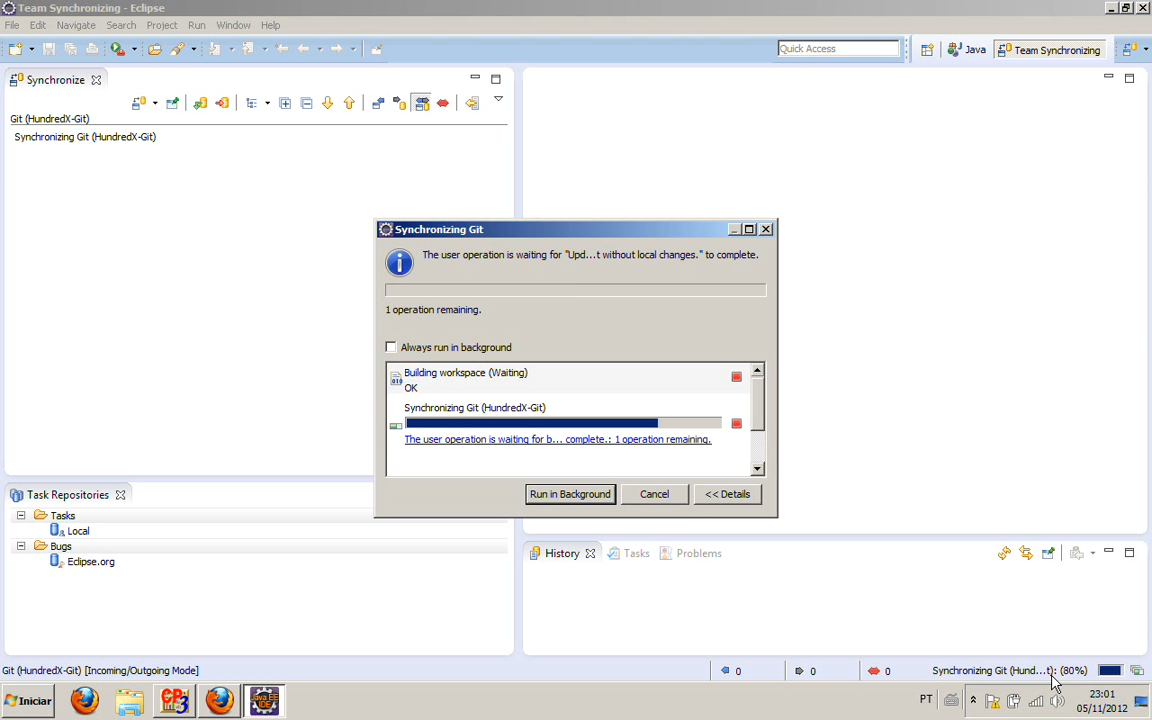 Team Synchronizing - Eclipse
File Edit Navigate Search Project Run Window Help
Quick Access
Java
Team Synchronizing
Synchronize
Git (HundredX-Git)
Synchronizing Git (HundredX-Git)
Synchronizing Git
The user operation is waiting for "Upd...t without local changes." to complete.
1 operation remaining.
Always run in background
Building workspace (Waiting)
OK
Synchronizing Git (HundredX-Git)
The user operation is waiting for b... complete.: 1 operation remaining.
Run in Background Cancel << Details
Task Repositories
Tasks
Local
Bugs
Eclipse.org
History Tasks Problems
Git (HundredX-Git) [Incoming/Outgoing Mode] 0 0 0 Synchronizing Git (Hund...t): (80%)
Iniciar
PT
23:01
05/11/2012